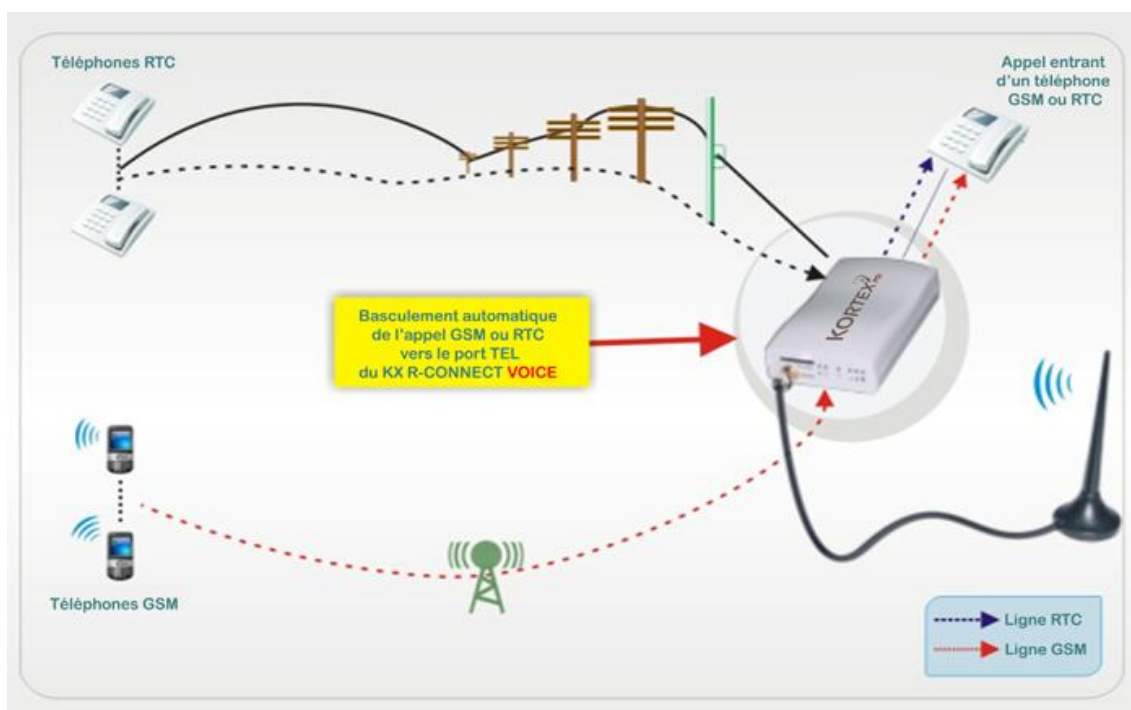 Téléphones RTC
Appel entrant
d'un téléphone
GSM ou RTC
Basculement automatique
de l'appel GSM ou RTC
vers le port TEL
du KX R-CONNECT VOICE
KORTEX
Téléphones GSM
Ligne RTC
Ligne GSM